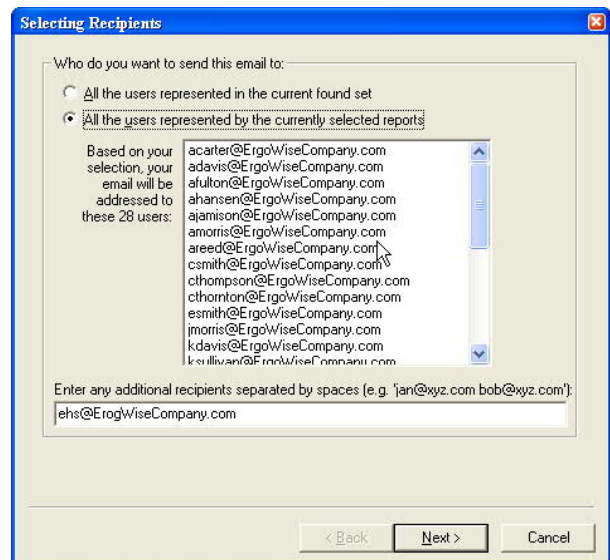 Selecting Recipients
Who do you want to send this email to:
All the users represented in the current found set
All the users represented by the currently selected reports
Based on your
selection, your
email will be
addressed to
these 28 users:
acarter@ErgoWiseCompany.com
adavis@ErgoWiseCompany.com
afulton@ErgoWiseCompany.com
ahansen@ErgoWiseCompany.com
ajamison@ErgoWiseCompany.com
amorris@ErgoWiseCompany.com
areed@ErgoWiseCompany.com
csmith@ErgoWiseCompany.com
cthompson@ErgoWiseCompany.com
cthornton@ErgoWiseCompany.com
esmith@ErgoWiseCompany.com
jmorris@ErgoWiseCompany.com
kdavis@ErgoWiseCompany.com
ksullivan@ErgoWiseCompany.com
Enter any additional recipients separated by spaces (e.g. 'jan@xyz.com bob@xyz.com'):
ehs@ErogWiseCompany.com
< Back
Next >
Cancel